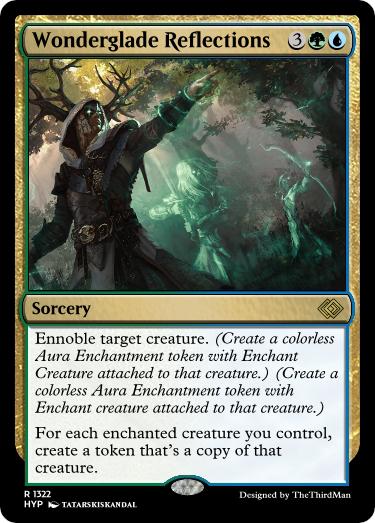 Wonderglade Reflections 3
Sorcery
Ennoble target creature. (Create a colorless
Aura Enchantment token with Enchant
Creature attached to that creature.) (Create a
colorless Aura Enchantment token with
Enchant creature attached to that creature.)
For each enchanted creature you control,
create a token that's a copy of that
creature.
R 1322
HYP TATARSKISKANDAL
Designed by TheThirdMan